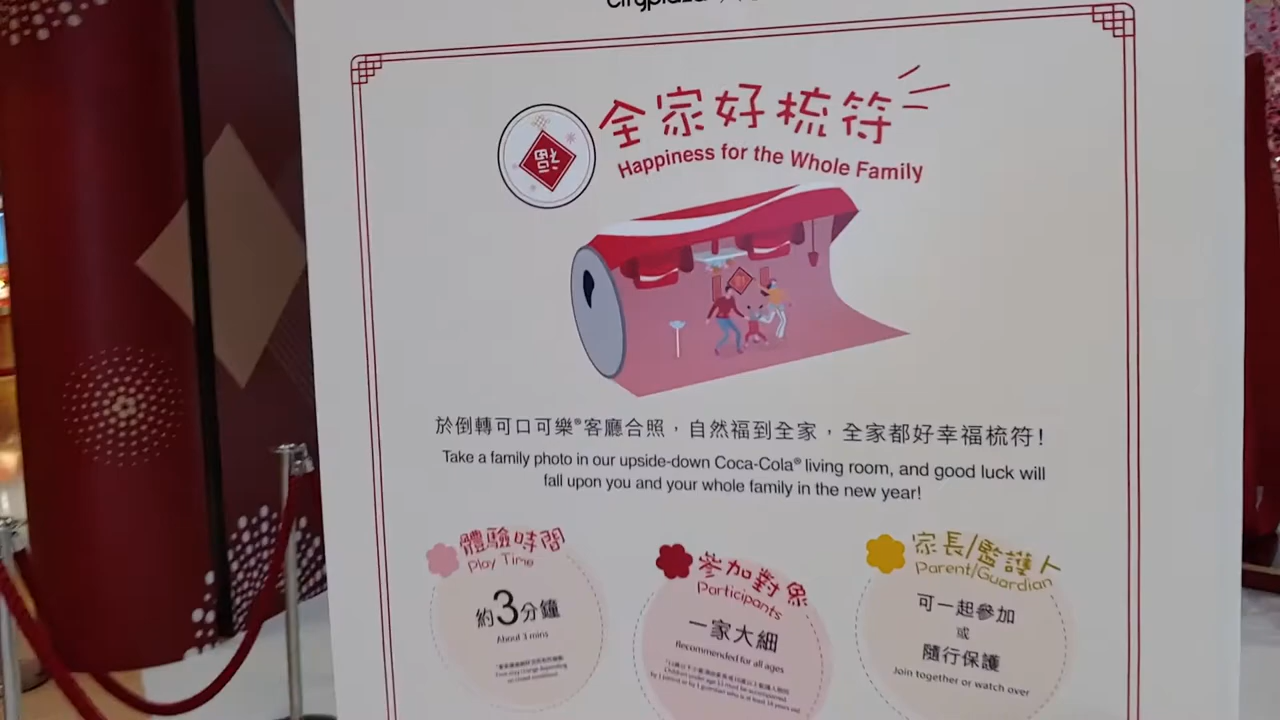 cityplaza
全家好梳符
Happiness for the Whole Family
福
於倒轉可口可樂®客廳合照，自然福到全家，全家都好幸福梳符！
Take a family photo in our upside-down Coca-Cola® living room, and good luck will
fall upon you and your whole family in the new year!
體驗時間
Play Time
約3分鐘
About 3 mins
參加對象
Participants
一家大細
Recommended for all ages
家長/監護人
Parent/Guardian
可一起參加
或
隨行保護
Join together or watch over